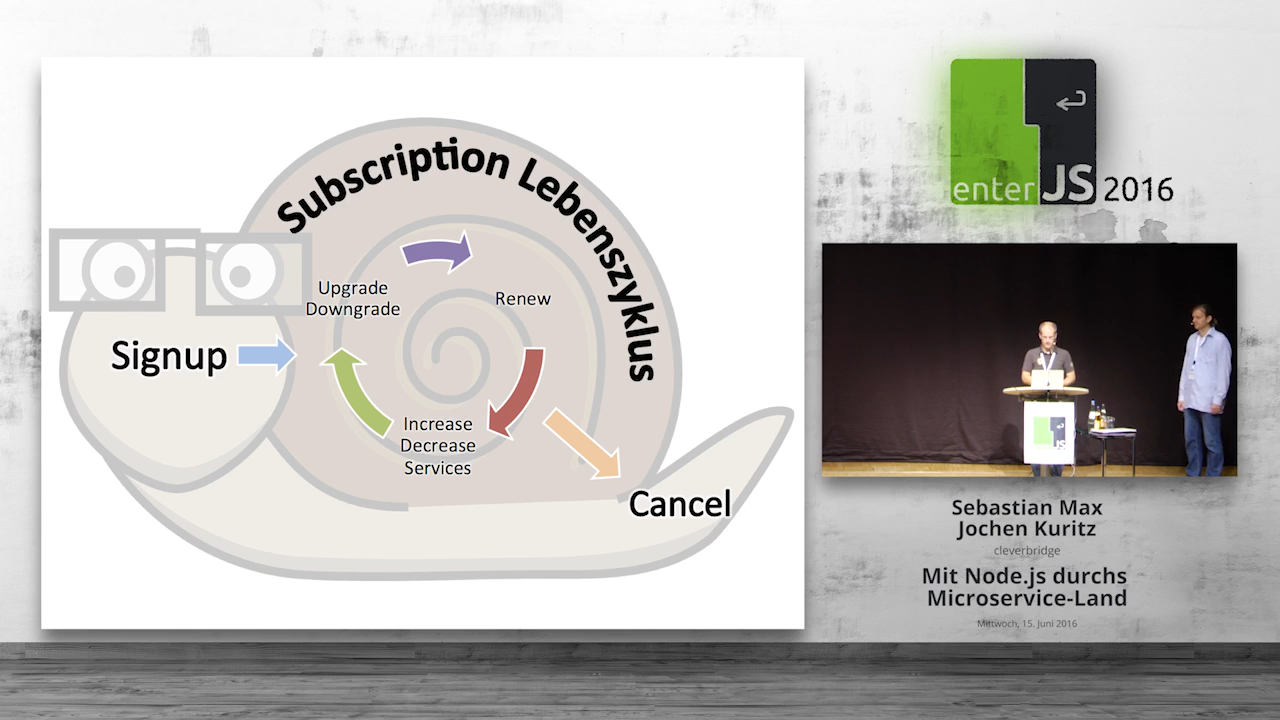 Subscription Lebenszyklus
Upgrade
Downgrade
Renew
Signup
Increase
Decrease
Services
Cancel
enter JS 2016
JS
Sebastian Max
Jochen Kuritz
cleverbridge
Mit Node.js durchs
Microservice-Land
Mittwoch, 15. Juni 2016